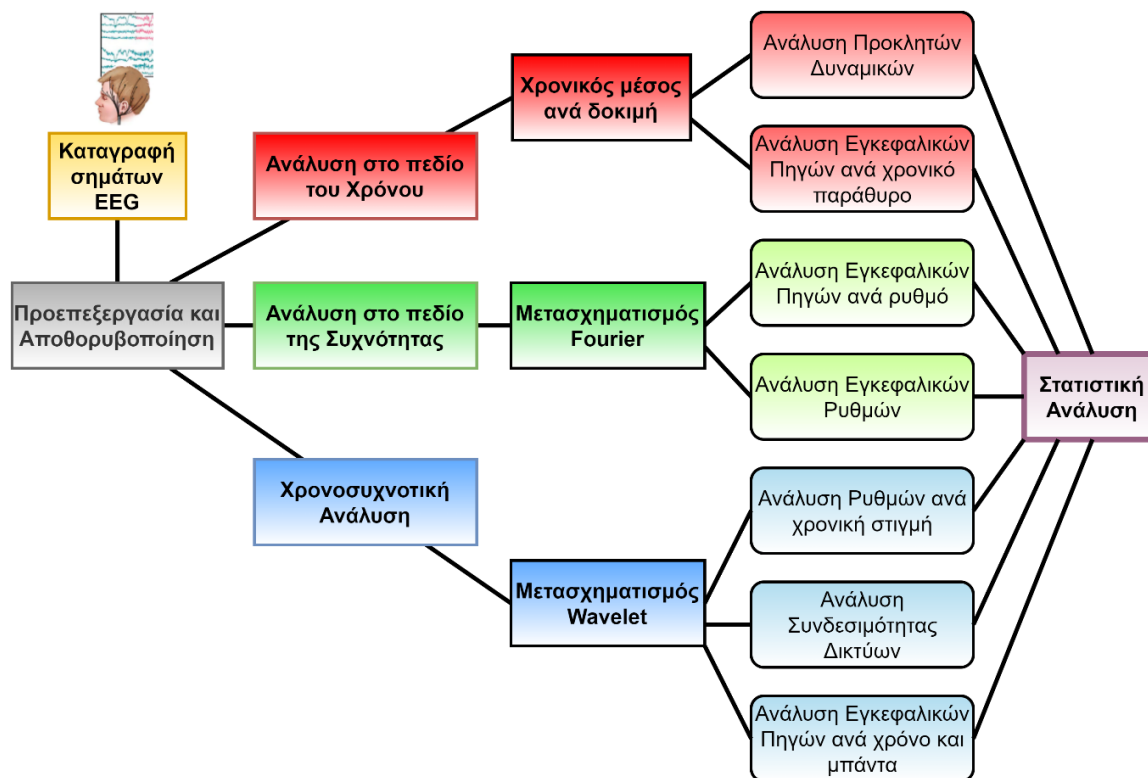 Καταγραφή
σημάτων
EEG
Προεπεξεργασία και
Αποθορυβοποίηση
Ανάλυση στο πεδίο
του Χρόνου
Χρονικός μέσος
ανά δοκιμή
Ανάλυση Προκλητών
Δυναμικών
Ανάλυση Εγκεφαλικών
Πηγών ανά χρονικό
παράθυρο
Ανάλυση στο πεδίο
της Συχνότητας
Μετασχηματισμός
Fourier
Ανάλυση Εγκεφαλικών
Πηγών ανά ρυθμό
Ανάλυση Εγκεφαλικών
Ρυθμών
Χρονοσυχνοτική
Ανάλυση
Μετασχηματισμός
Wavelet
Ανάλυση Ρυθμών ανά
χρονική στιγμή
Ανάλυση
Συνδεσιμότητας
Δικτύων
Ανάλυση Εγκεφαλικών
Πηγών ανά χρόνο και
μπάντα
Στατιστική
Ανάλυση